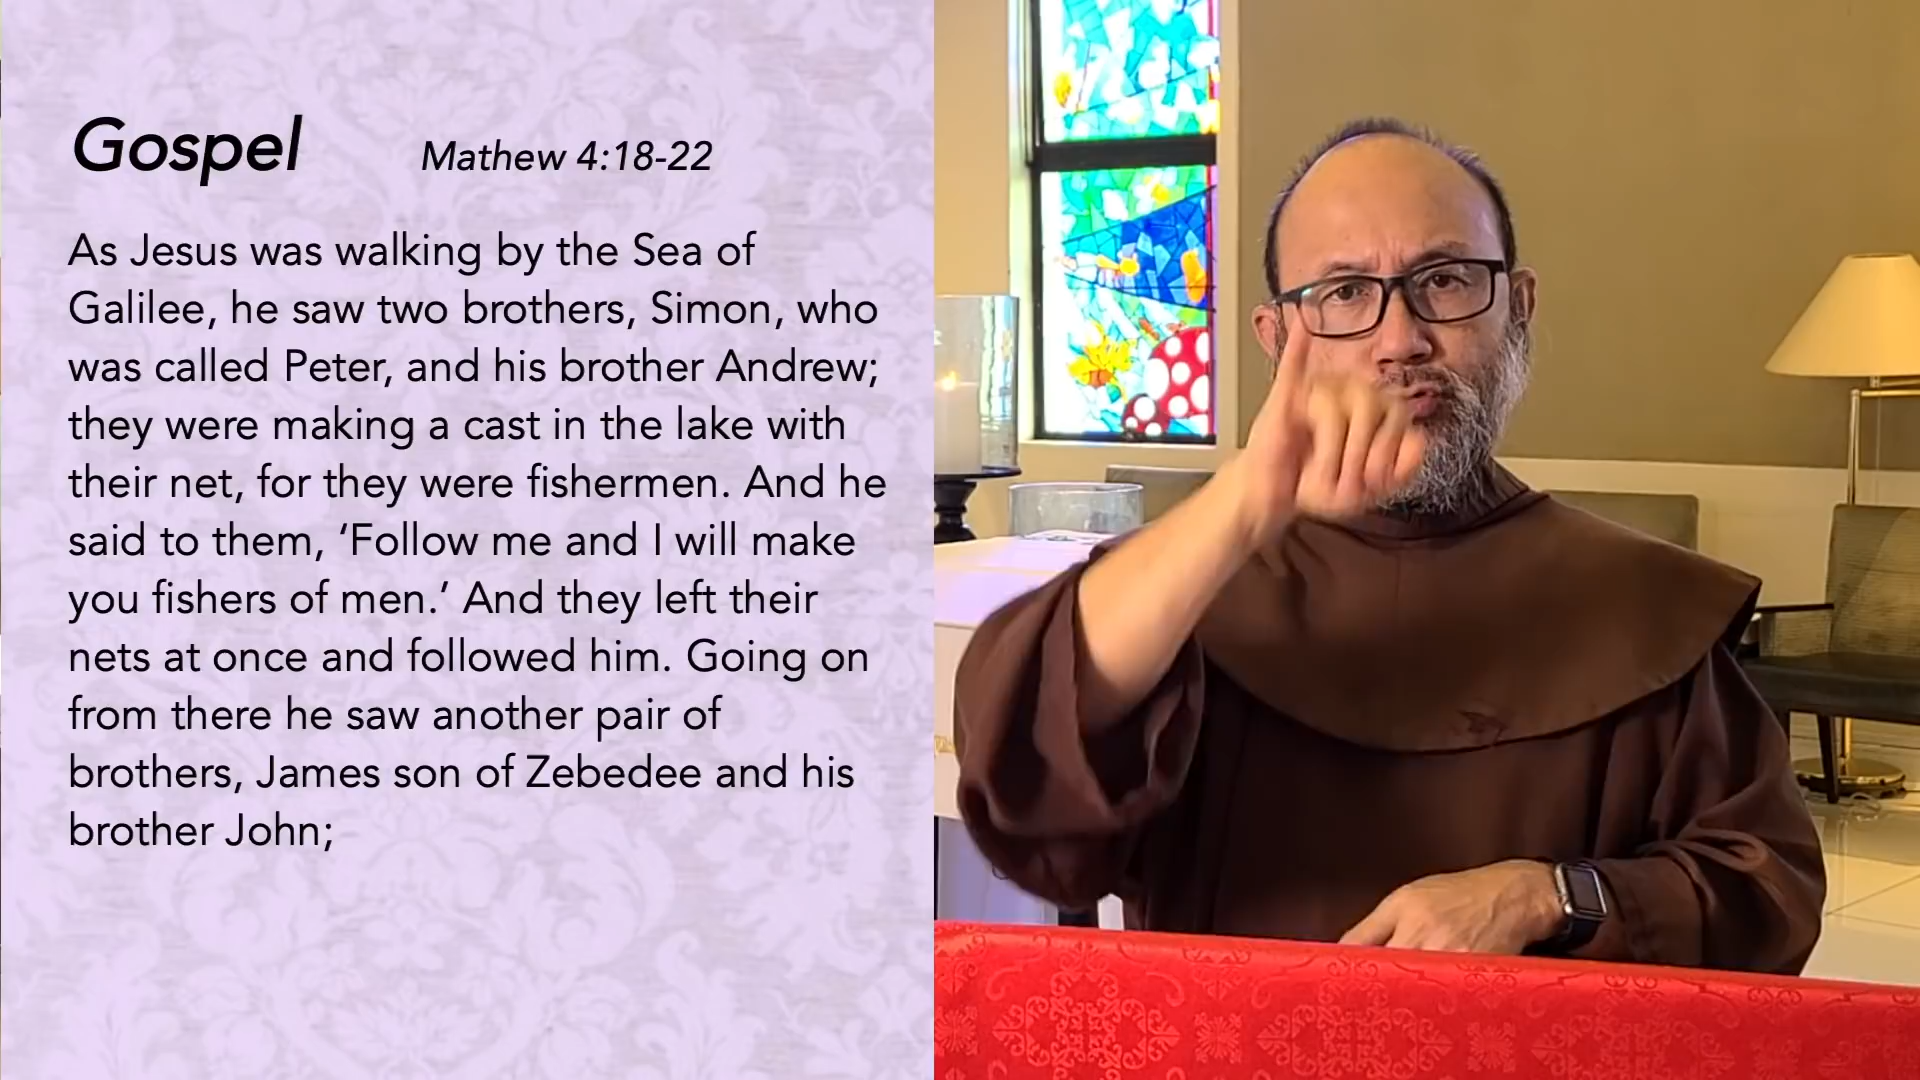 Gospel Mathew 4:18-22
As Jesus was walking by the Sea of
Galilee, he saw two brothers, Simon, who
was called Peter, and his brother Andrew;
they were making a cast in the lake with
their net, for they were fishermen. And he
said to them, ‘Follow me and I will make
you fishers of men.’ And they left their
nets at once and followed him. Going on
from there he saw another pair of
brothers, James son of Zebedee and his
brother John;